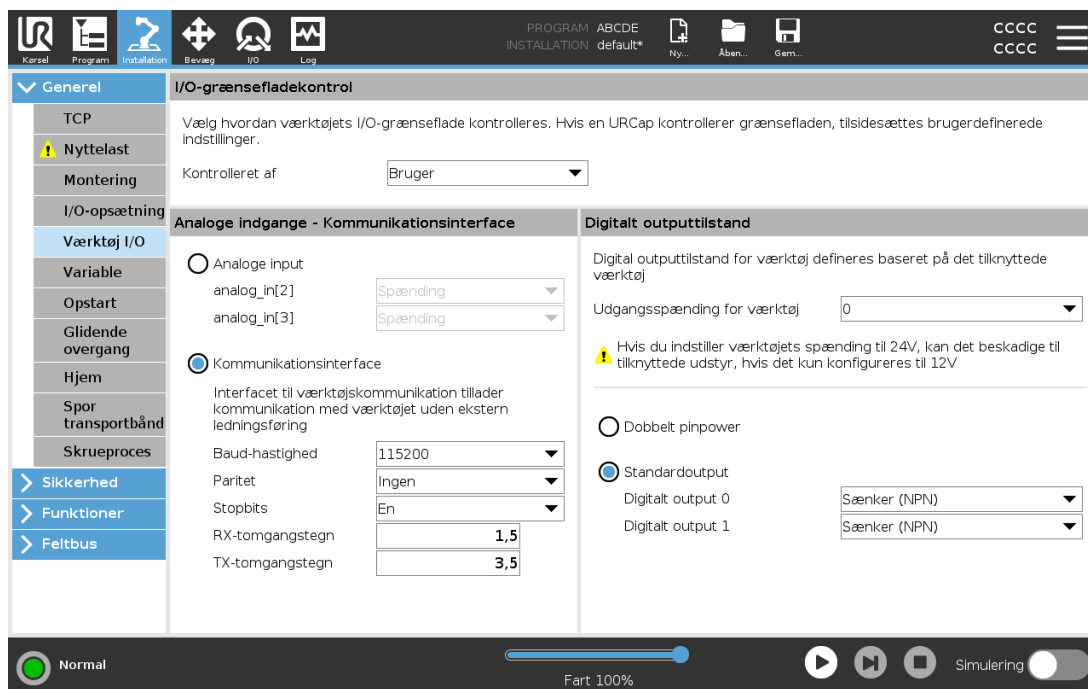 UR
Kørsel
Program
Installation
Bevæg
I/O
Log
PROGRAM ABCDE
INSTALLATION default*
Ny...
Åben...
Gem...
CCCC
CCCC
Generel
TCP
Nyttelast
Montering
I/O-opsætning
Værktøj I/O
Variable
Opstart
Glidende
overgang
Hjem
Spor
transportbånd
Skrueproces
Sikkerhed
Funktioner
Feltbus
I/O-grænsefladekontrol
Vælg hvordan værktøjets I/O-grænseflade kontrolleres. Hvis en URCap kontrollerer grænsefladen, tilsidesættes brugerdefinerede
indstillinger.
Kontrolleret af Bruger
Analoge indgange - Kommunikationsinterface
Analoge input
analog_in[2] Spænding
analog_in[3] Spænding
Kommunikationsinterface
Interfacet til værktøjskommunikation tillader
kommunikation med værktøjet uden ekstern
ledningsføring
Baud-hastighed 115200
Paritet Ingen
Stopbits En
RX-tomgangstegn 1,5
TX-tomgangstegn 3,5
Digitalt outputtilstand
Digital outputtilstand for værktøj defineres baseret på det tilknyttede
værktøj
Udgangsspænding for værktøj 0
Hvis du indstiller værktøjets spænding til 24V, kan det beskadige til
tilknyttede udstyr, hvis det kun konfigureres til 12V
Dobbelt pinpower
Standardoutput
Digitalt output 0 Sænker (NPN)
Digitalt output 1 Sænker (NPN)
Normal
Fart 100%
Simulering